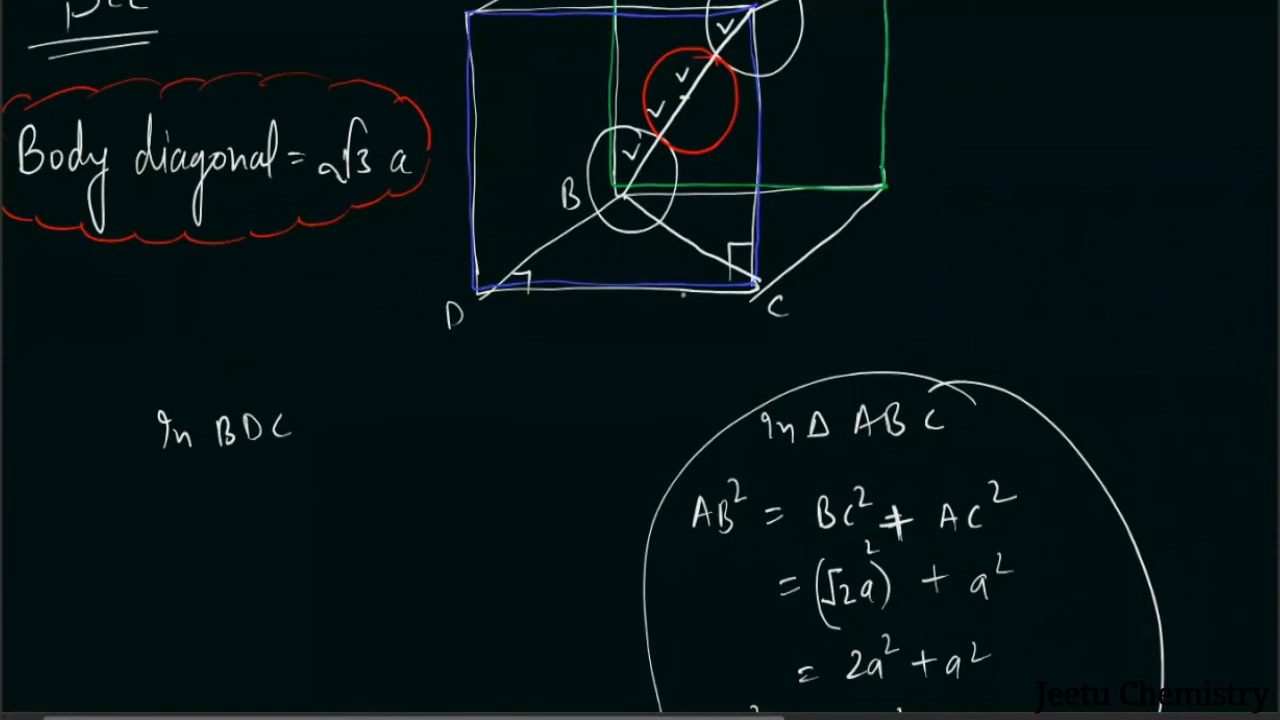 Body diagonal = √3 a
B
D
C
In BDC
In Δ ABC
AB² = BC² + AC²
= (√2a)² + a²
= 2a² + a²
Jeetu Chemistry